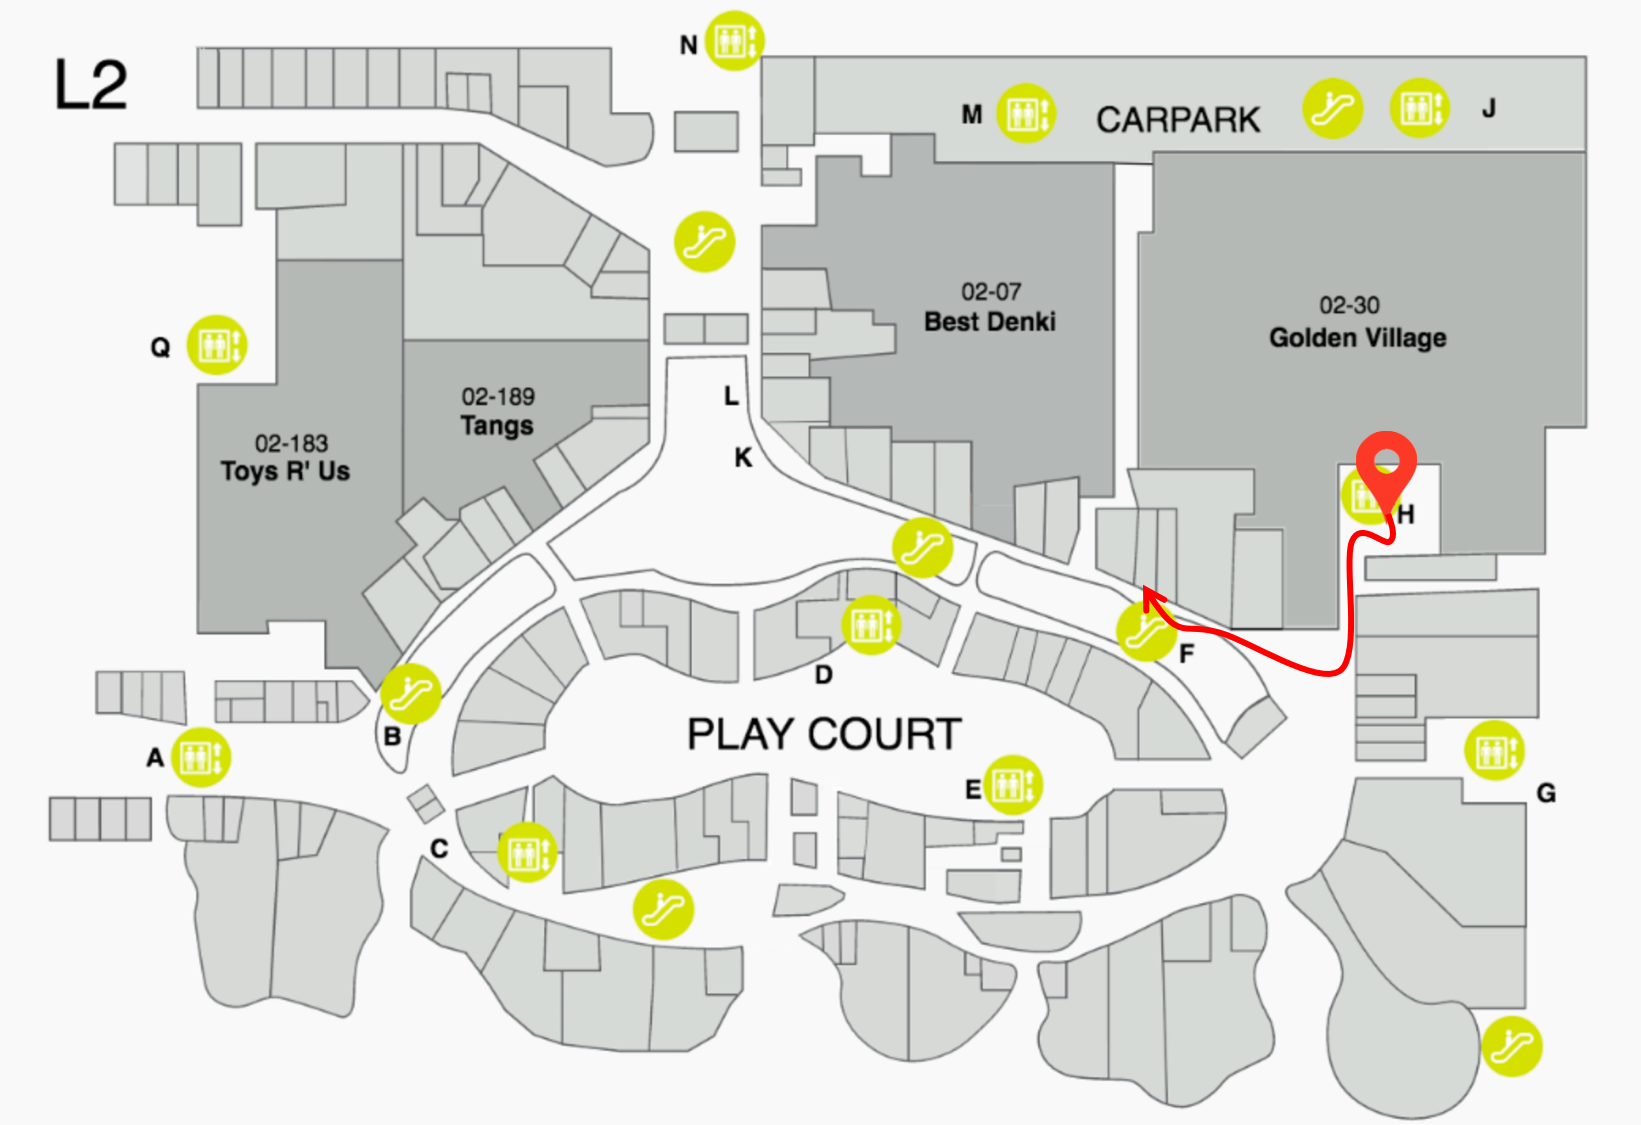 L2
N
M
CARPARK
J
02-07
Best Denki
02-30
Golden Village
Q
02-189
Tangs
L
02-183
Toys R' Us
K
H
F
D
B
PLAY COURT
A
E
G
C